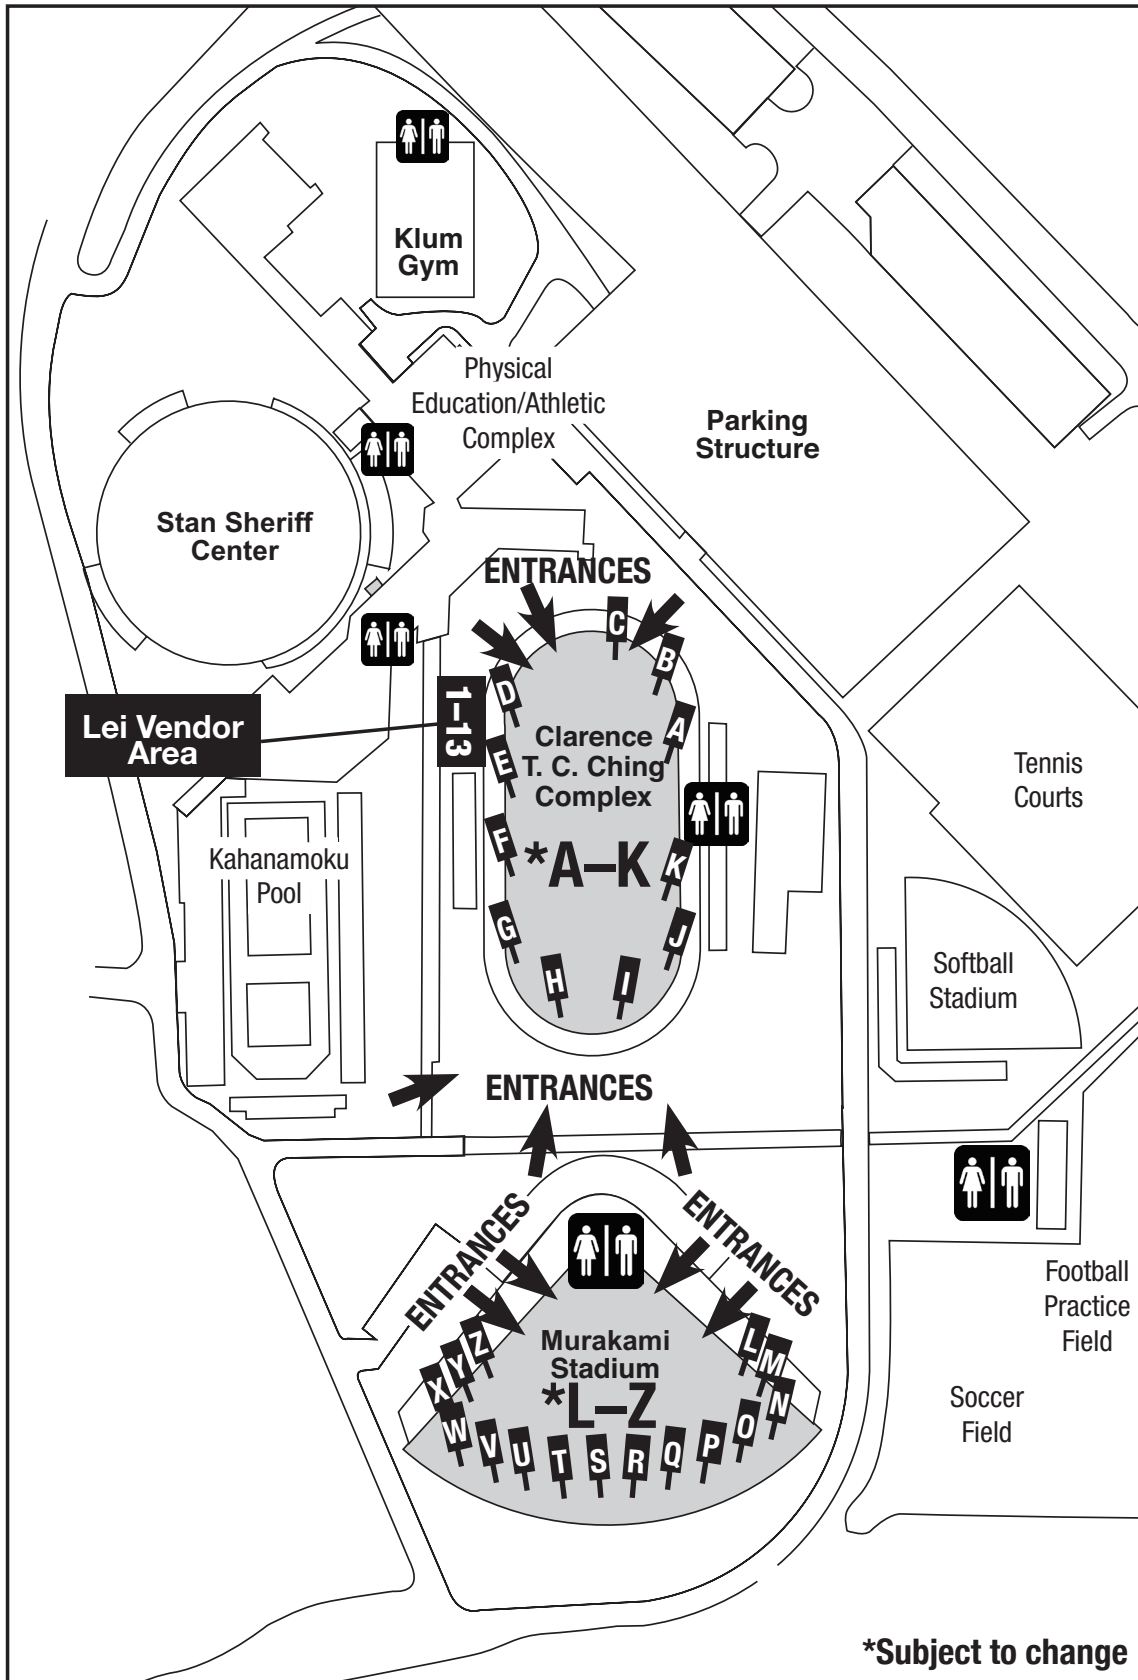 Klum
Gym
Physical
Education/Athletic
Complex
Parking
Structure
Stan Sheriff
Center
ENTRANCES
C
B
D
A
1–13
Lei Vendor
Area
Clarence
T. C. Ching
Complex
E
Tennis
Courts
F
*A–K
K
Kahanamoku
Pool
G
J
H
I
Softball
Stadium
ENTRANCES
ENTRANCES
ENTRANCES
Football
Practice
Field
Murakami
Stadium
*L–Z
Z
Y
X
W
V
U
T
S
R
Q
P
O
N
M
L
Soccer
Field
*Subject to change